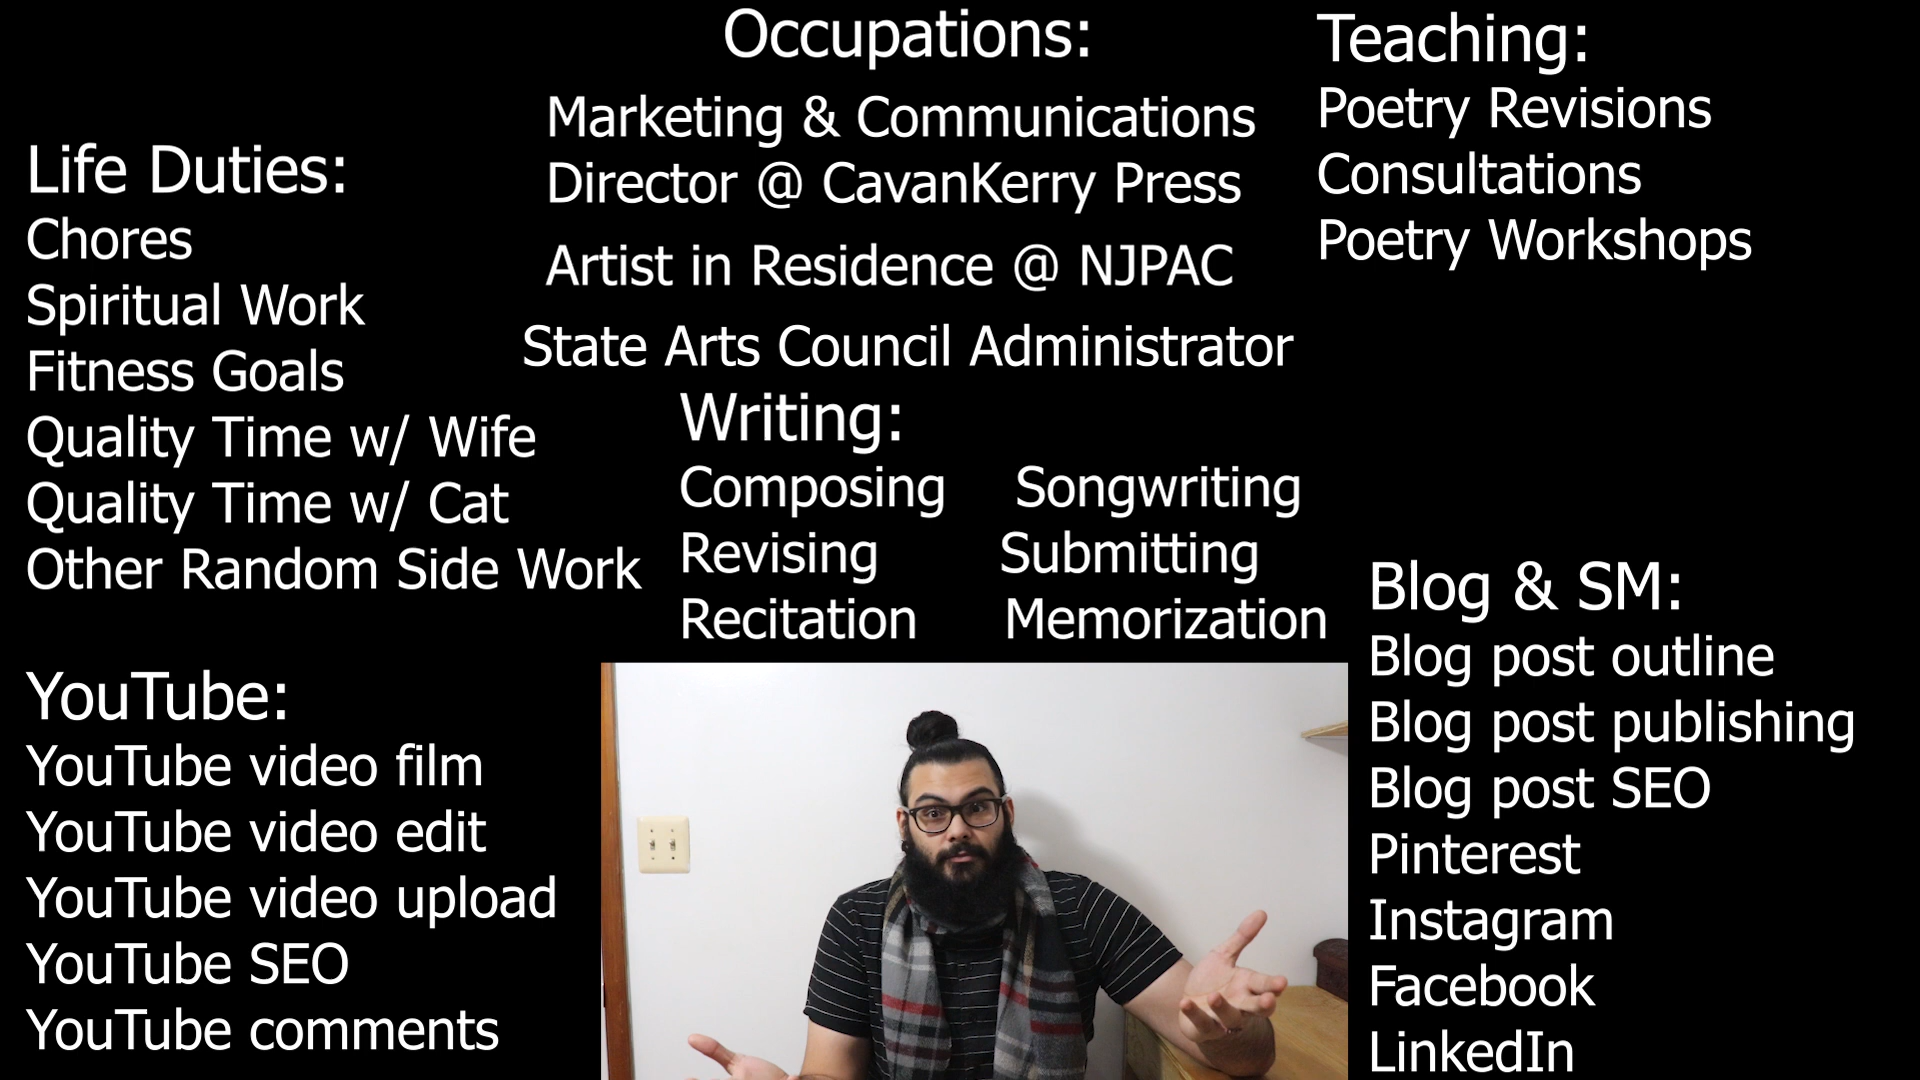 Occupations:
Marketing & Communications
Director @ CavanKerry Press
Artist in Residence @ NJPAC
State Arts Council Administrator
Teaching:
Poetry Revisions
Consultations
Poetry Workshops
Life Duties:
Chores
Spiritual Work
Fitness Goals
Quality Time w/ Wife
Quality Time w/ Cat
Other Random Side Work
Writing:
Composing Songwriting
Revising Submitting
Recitation Memorization
YouTube:
YouTube video film
YouTube video edit
YouTube video upload
YouTube SEO
YouTube comments
Blog & SM:
Blog post outline
Blog post publishing
Blog post SEO
Pinterest
Instagram
Facebook
LinkedIn